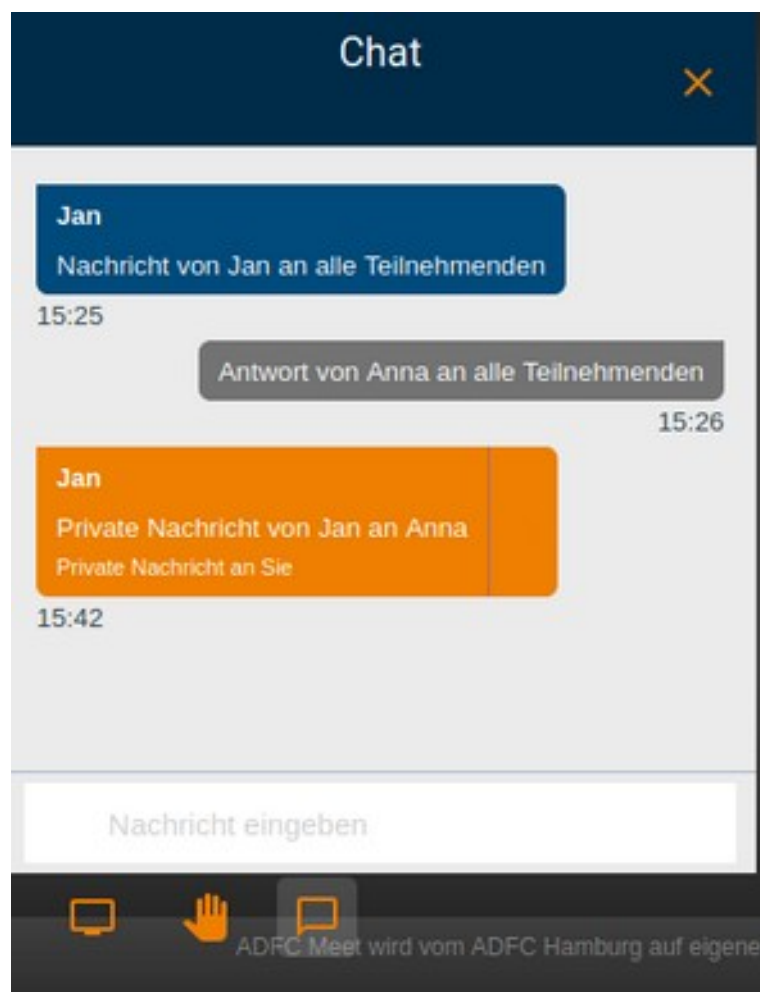 Chat
Jan
Nachricht von Jan an alle Teilnehmenden
15:25
Antwort von Anna an alle Teilnehmenden
15:26
Jan
Private Nachricht von Jan an Anna
Private Nachricht an Sie
15:42
Nachricht eingeben
ADFC Meet wird vom ADFC Hamburg auf eigene